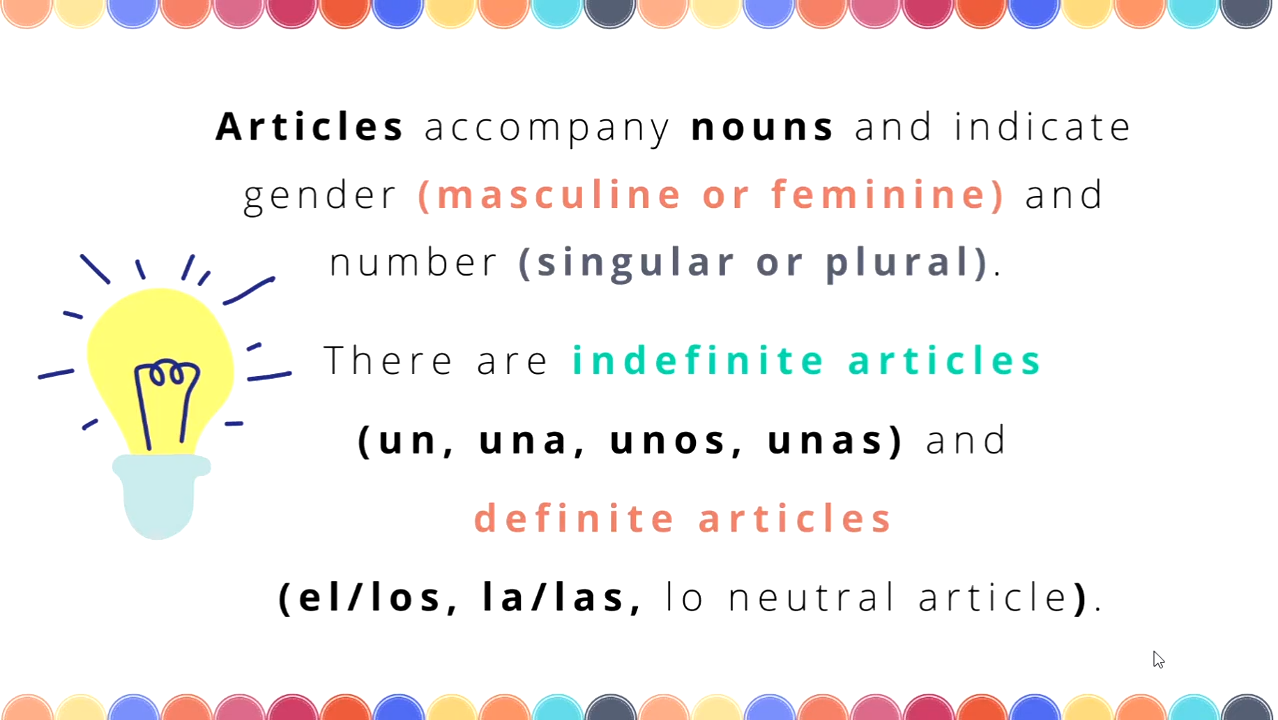 Articles accompany nouns and indicate
gender (masculine or feminine) and
number (singular or plural).
There are indefinite articles
(un, una, unos, unas) and
definite articles
(el/los, la/las, lo neutral article).